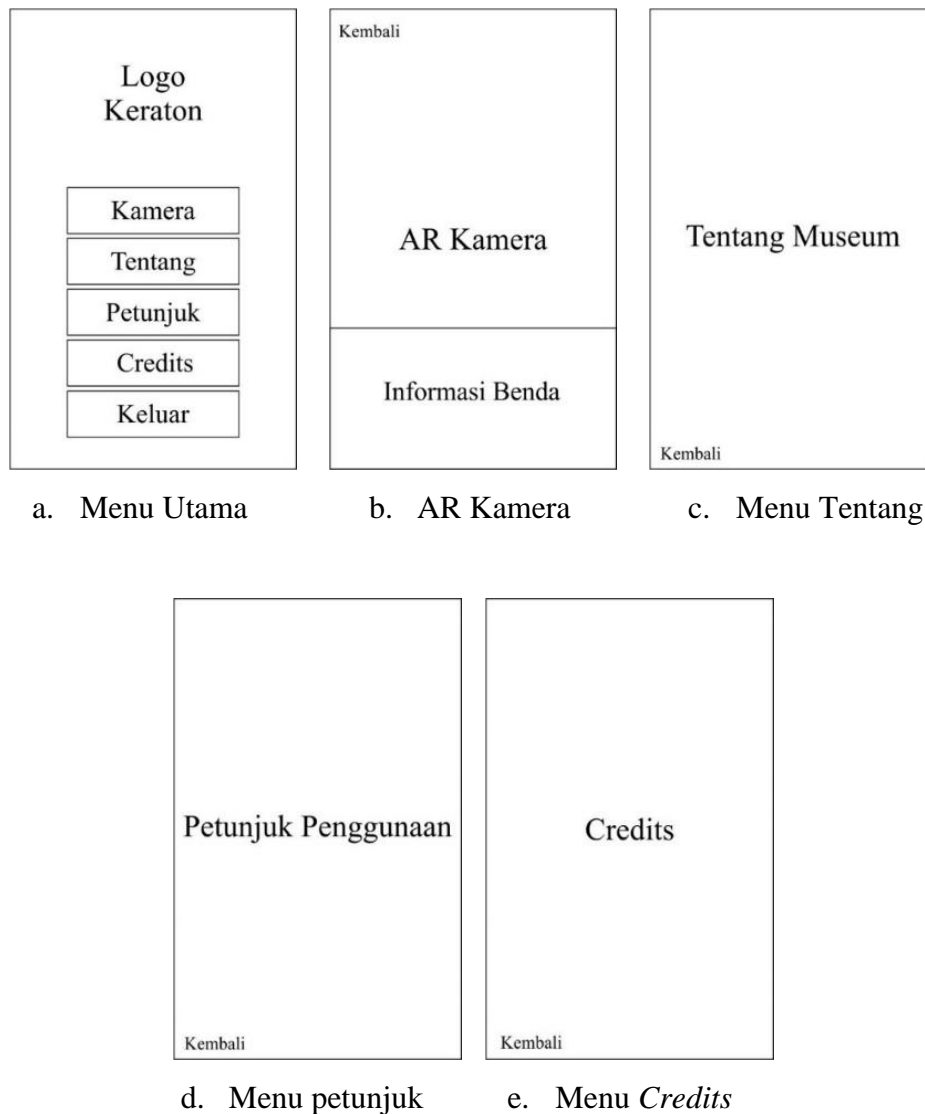 Logo
Keraton
Kamera
Tentang
Petunjuk
Credits
Keluar
a. Menu Utama
Kembali
AR Kamera
Informasi Benda
b. AR Kamera
Tentang Museum
Kembali
c. Menu Tentang
Petunjuk Penggunaan
Kembali
d. Menu petunjuk
Credits
Kembali
e. Menu Credits